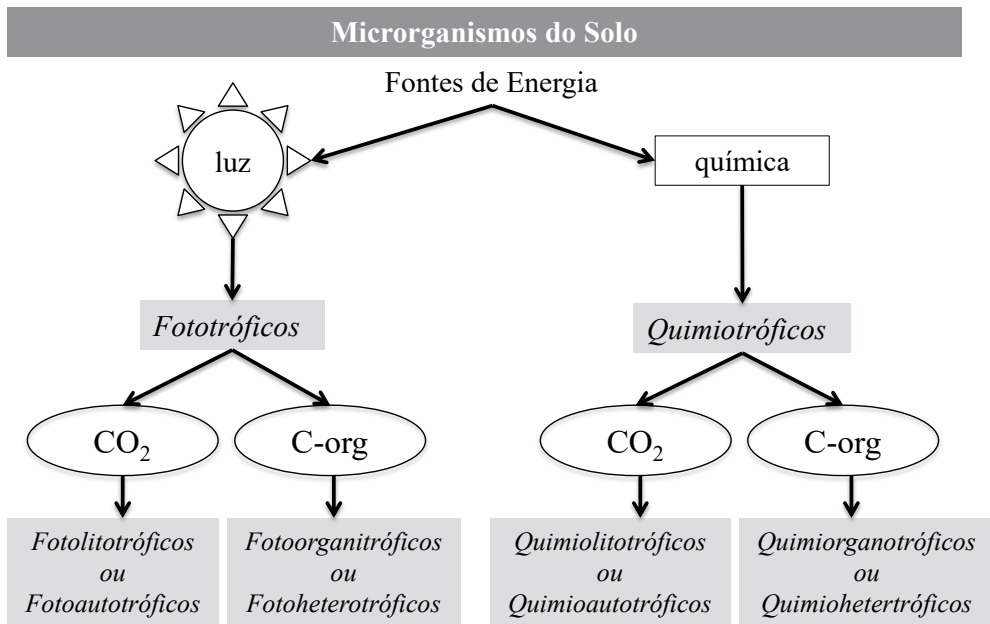 Microrganismos do Solo
Fontes de Energia
luz
química
Fototróficos
Quimiotróficos
CO₂
C-org
CO₂
C-org
Fotolitotróficos
ou
Fotoautotróficos
Fotoorganitróficos
ou
Fotoheterotróficos
Quimiolitotróficos
ou
Quimioautotróficos
Quimiorganotróficos
ou
Quimiohetertróficos